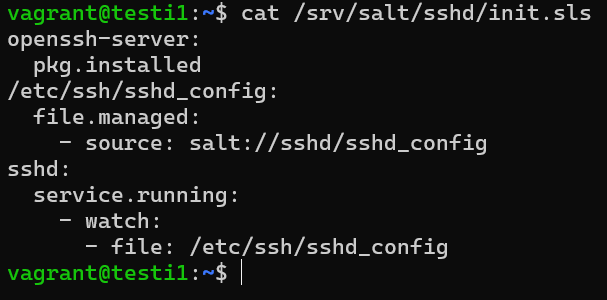 vagrant@testi1:~$ cat /srv/salt/sshd/init.sls
openssh-server:
  pkg.installed
/etc/ssh/sshd_config:
  file.managed:
    - source: salt://sshd/sshd_config
sshd:
  service.running:
    - watch:
      - file: /etc/ssh/sshd_config
vagrant@testi1:~$